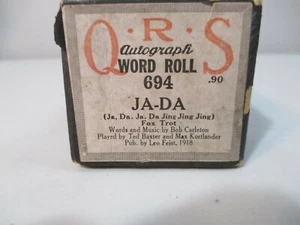 Q·R·S
Autograph
WORD ROLL
694 .90
JA-DA
(Ja, Da, Ja, Da Jing Jing Jing)
Fox Trot
Words and Music by Bob Carleton
Played by Ted Baxter and Max Kortlander
Pub. by Leo Feist, 1918